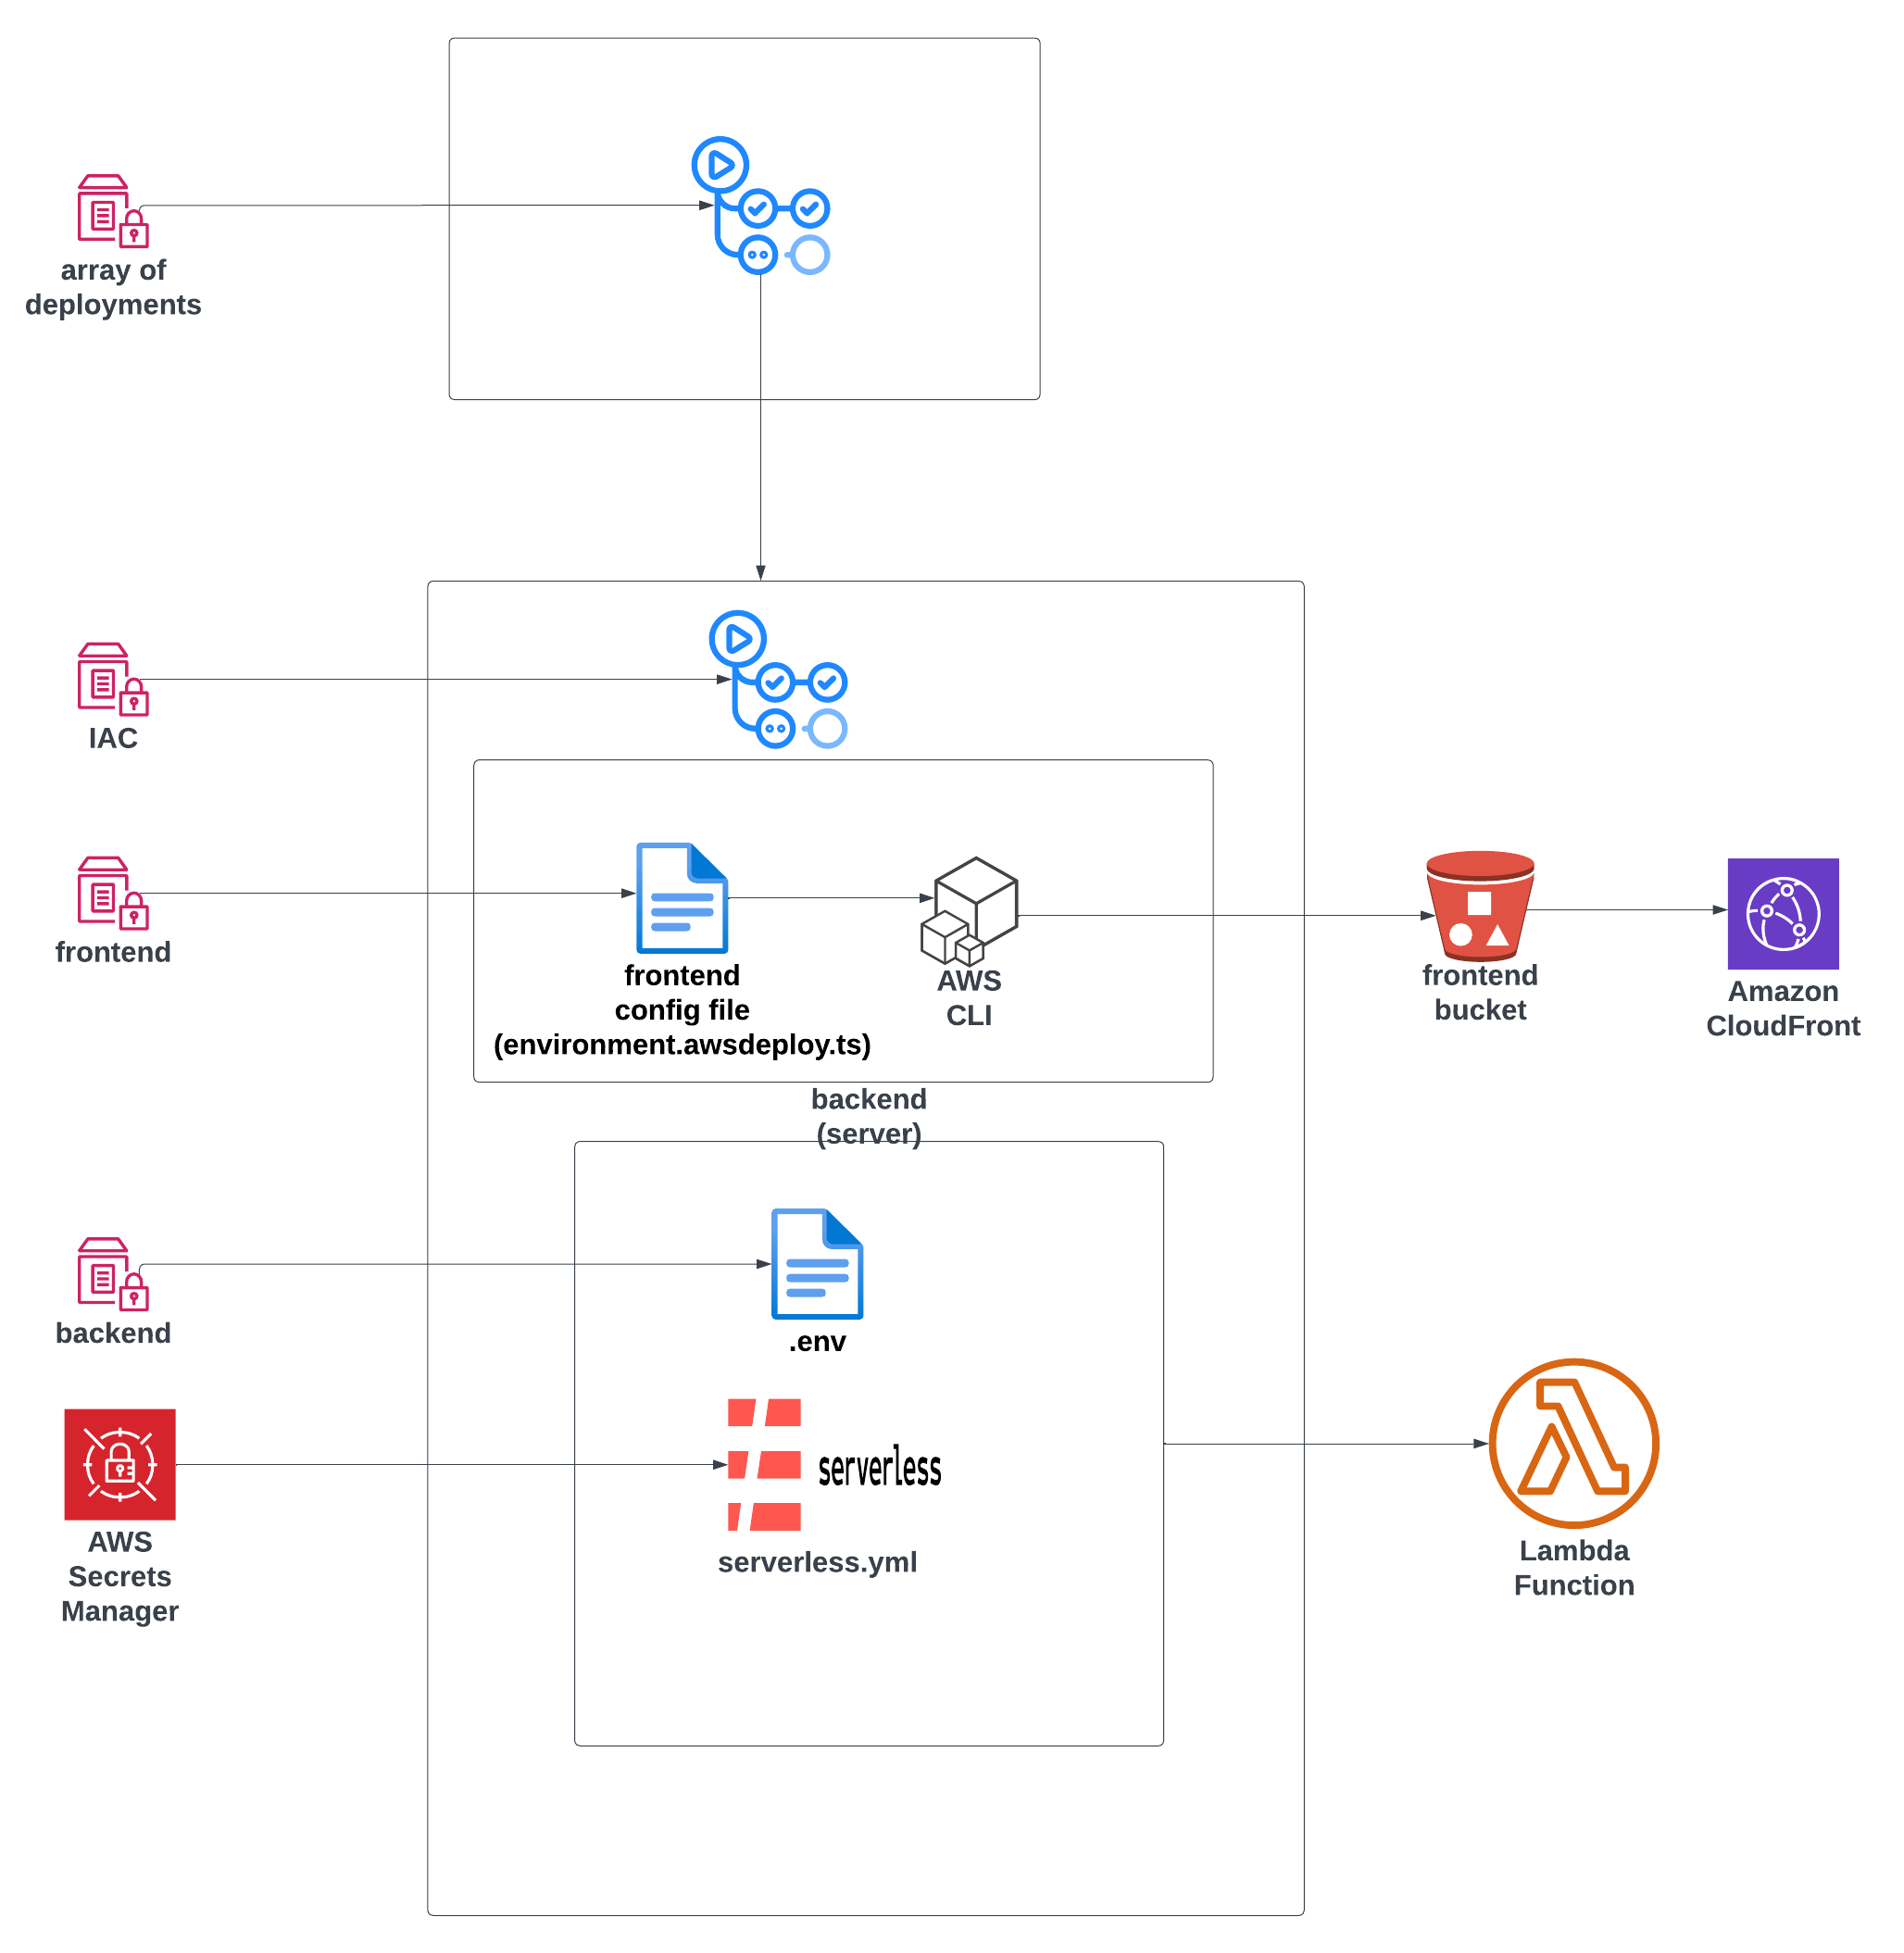 array of
deployments
IAC
frontend
frontend
config file
(environment.awsdeploy.ts)
AWS
CLI
frontend
bucket
Amazon
CloudFront
backend
(server)
backend
.env
AWS
Secrets
Manager
serverless
serverless.yml
Lambda
Function